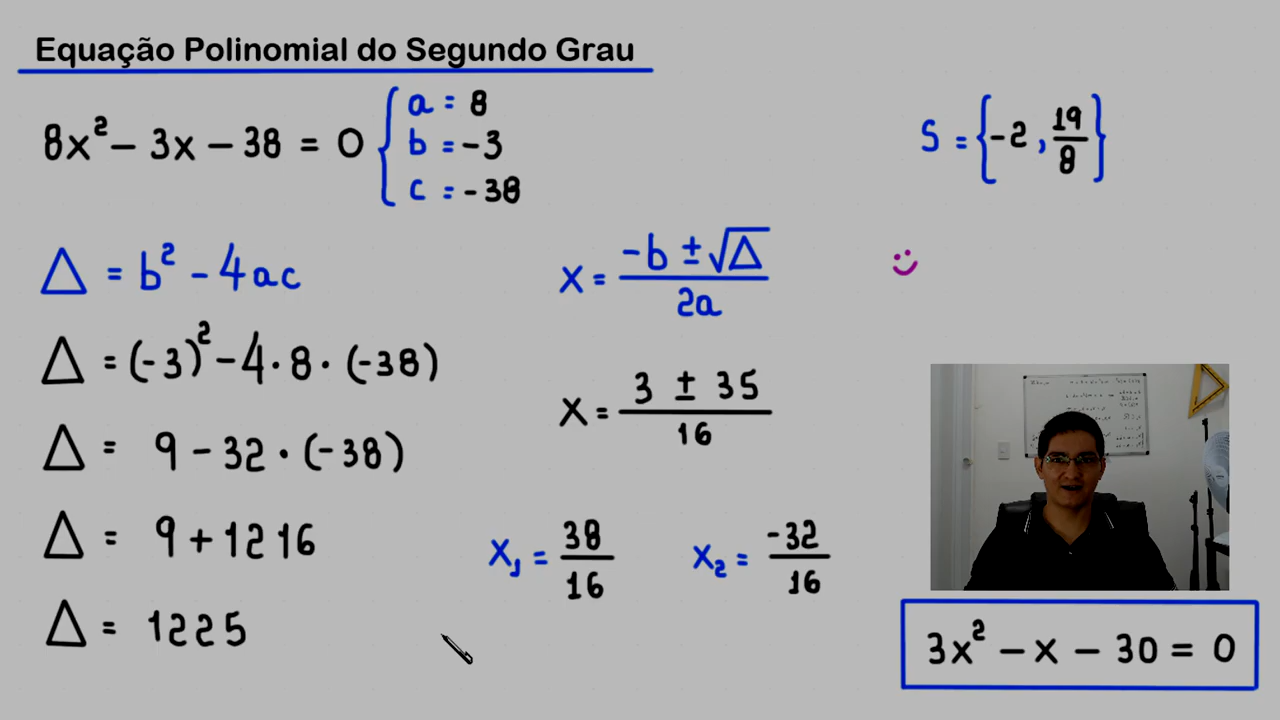 Equação Polinomial do Segundo Grau
8x² − 3x − 38 = 0 { a = 8
b = -3
c = -38
S = {-2, 19/8}
Δ = b² - 4ac
Δ = (-3)² - 4 · 8 · (-38)
Δ = 9 - 32 · (-38)
Δ = 9 + 1216
Δ = 1225
x = (-b ± √Δ)/2a
x = (3 ± 35)/16
x₁ = 38/16
x₂ = -32/16
3x² − x − 30 = 0